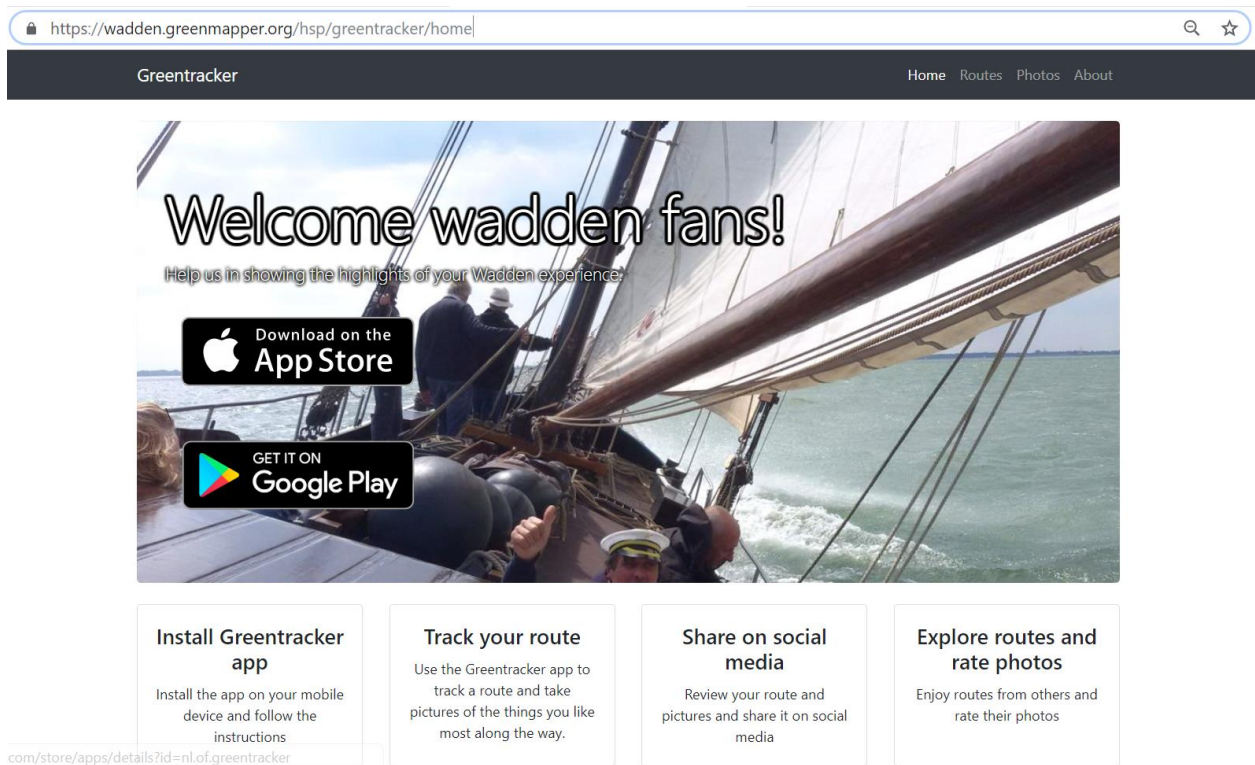 https://wadden.greenmapper.org/hsp/greentracker/home
Greentracker
Home Routes Photos About
Welcome wadden fans!
Help us in showing the highlights of your Wadden experience.
Download on the
App Store
GET IT ON
Google Play
Install Greentracker
app
Install the app on your mobile
device and follow the
instructions
Track your route
Use the Greentracker app to
track a route and take
pictures of the things you like
most along the way.
Share on social
media
Review your route and
pictures and share it on social
media
Explore routes and
rate photos
Enjoy routes from others and
rate their photos
com/store/apps/details?id=nl.of.greentracker